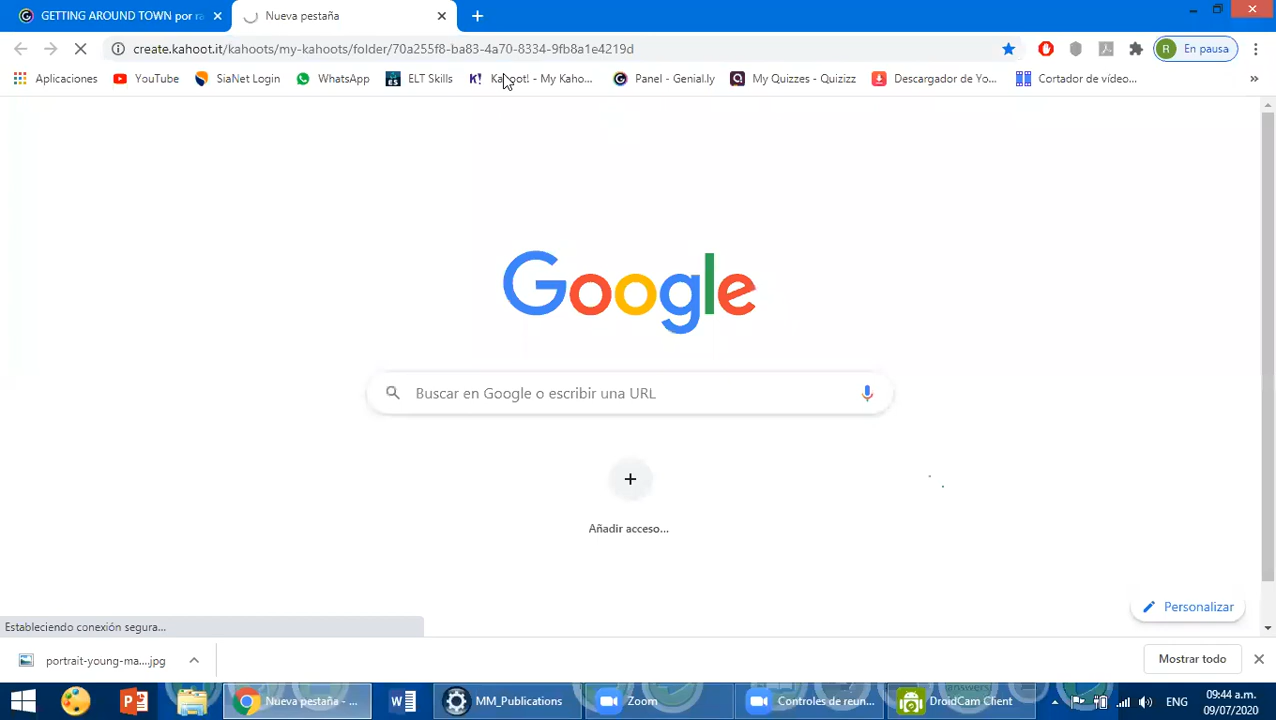 GETTING AROUND TOWN por ra
Nueva pestaña
create.kahoot.it/kahoots/my-kahoots/folder/70a255f8-ba83-4a70-8334-9fb8a1e4219d
R En pausa
Aplicaciones YouTube SiaNet Login WhatsApp ELT Skills Kahoot! - My Kaho... Panel - Genial.ly My Quizzes - Quizizz Descargador de Yo... Cortador de vídeo... »
Google
Buscar en Google o escribir una URL
Añadir acceso...
Personalizar
Estableciendo conexión segura...
portrait-young-ma....jpg
Mostrar todo
Nueva pestaña - ... MM_Publications Zoom Controles de reun... DroidCam Client ENG
09:44 a.m.
09/07/2020